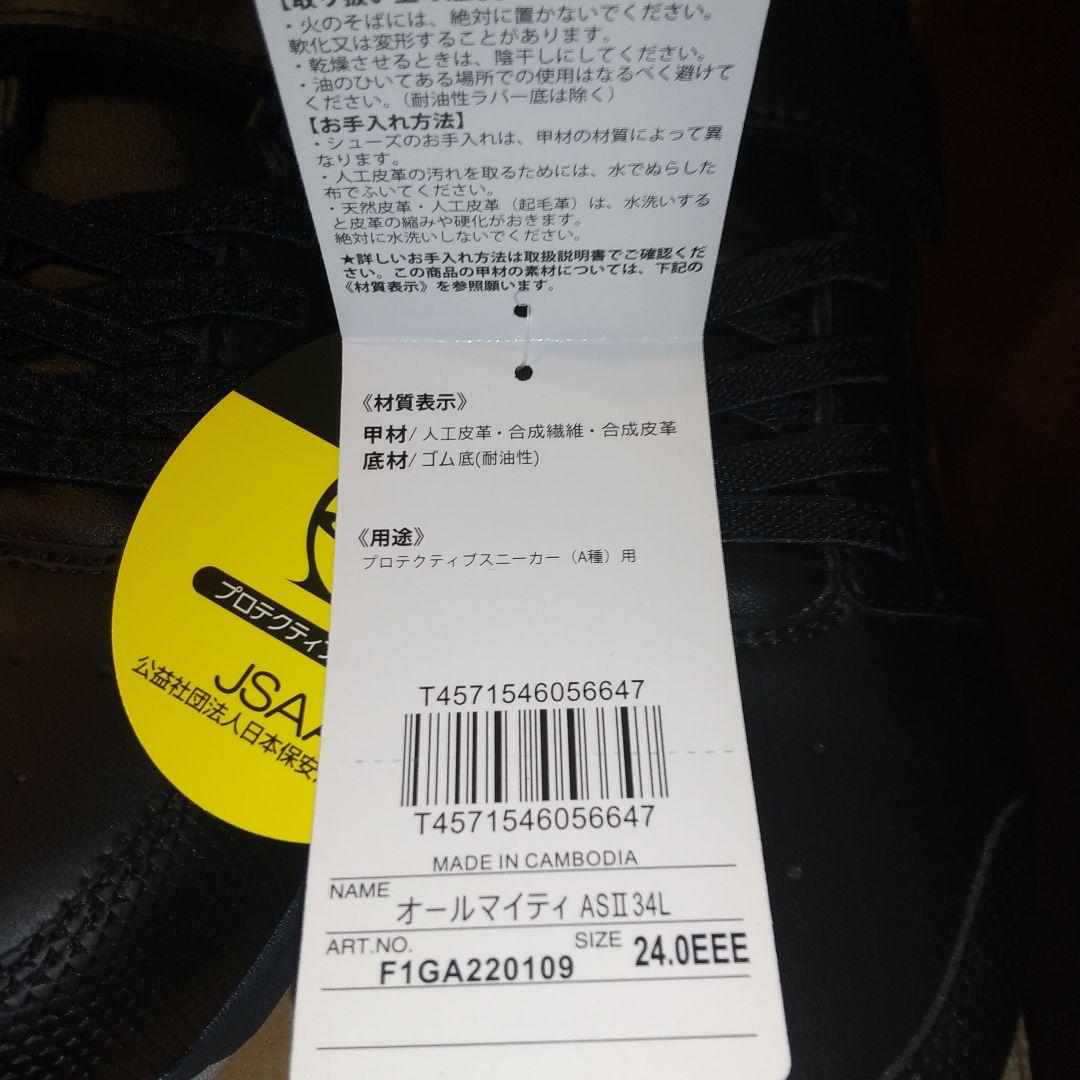 ・火のそばには、絶対に置かないでください。
軟化又は変形することがあります。
・乾燥させるときは、陰干しにしてください。
・油のひいてある場所での使用はなるべく避けて
ください。（耐油性ラバー底は除く）
【お手入れ方法】
・シューズのお手入れは、甲材の材質によって異
なります。
・人工皮革の汚れを取るためには、水でぬらした
布でふいてください。
・天然皮革・人工皮革（起毛革）は、水洗いする
と皮革の縮みや硬化がおきます。
絶対に水洗いしないでください。
★詳しいお手入れ方法は取扱説明書でご確認くだ
さい。この商品の甲材の素材については、下記の
《材質表示》を参照願います。
《材質表示》
甲材/人工皮革・合成繊維・合成皮革
底材/ゴム底(耐油性)
《用途》
プロテクティブスニーカー（A種）用
T4571546056647
T4571546056647
MADE IN CAMBODIA
NAME オールマイティ ASⅡ34L
ART.NO. F1GA220109 SIZE 24.0EEE
プロテクティブ
JSAA
公益社団法人日本保安